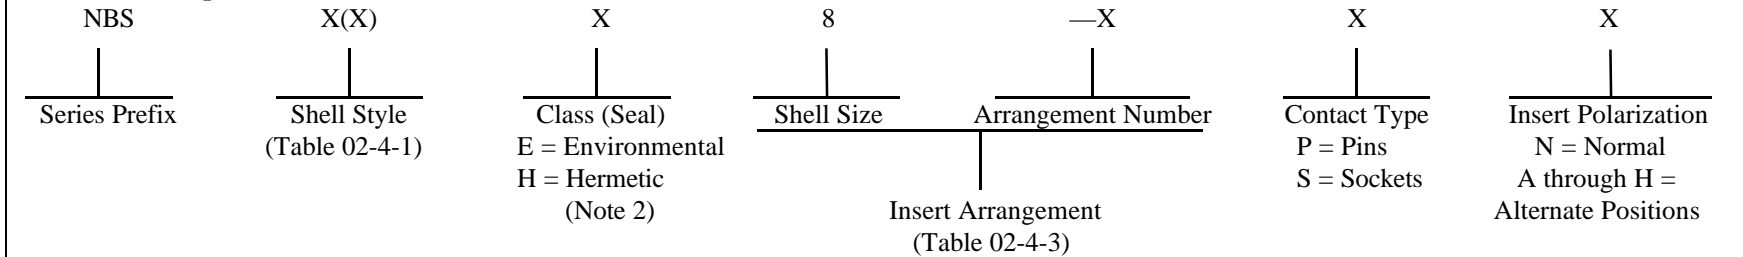 NBS X(X) X 8 —X X X
Series Prefix Shell Style Class (Seal) Shell Size Arrangement Number Contact Type Insert Polarization
(Table 02-4-1) E = Environmental P = Pins N = Normal
H = Hermetic S = Sockets A through H =
(Note 2) Insert Arrangement Alternate Positions
(Table 02-4-3)